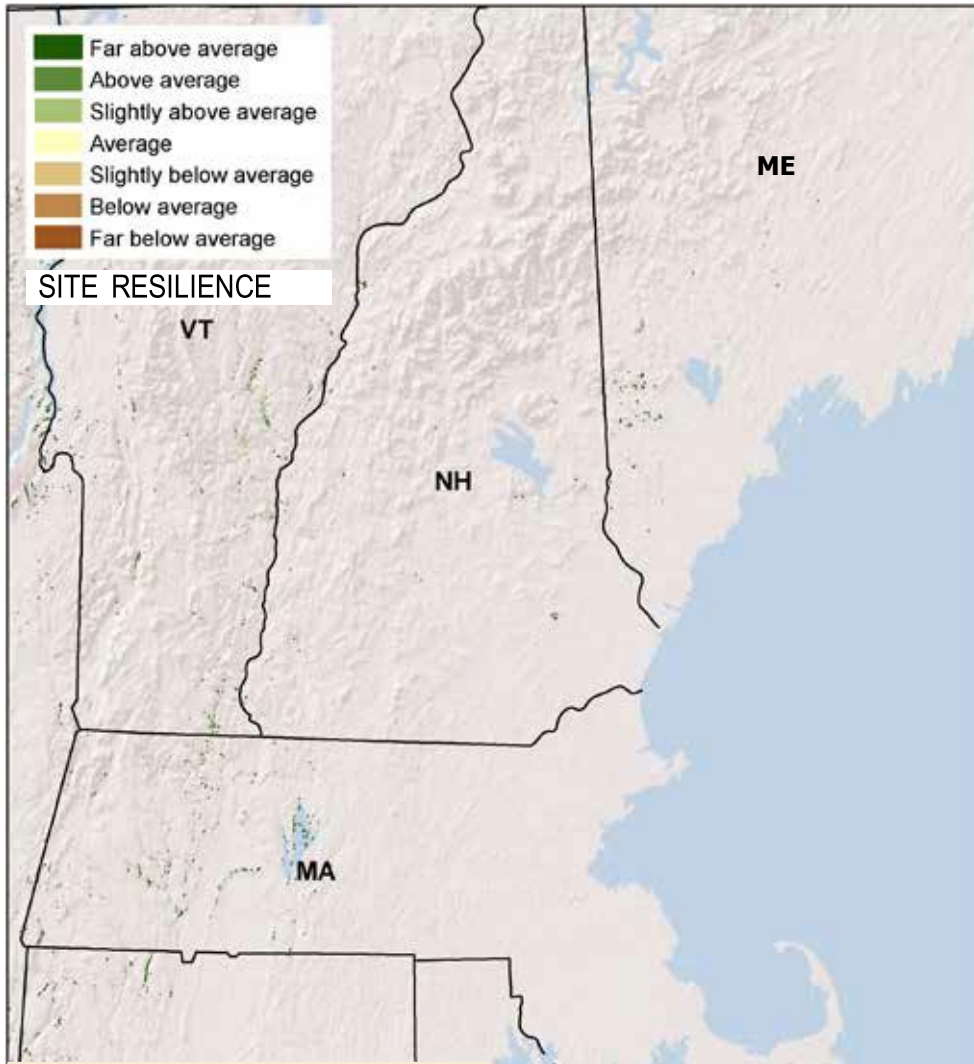 Far above average
Above average
Slightly above average
Average
Slightly below average
Below average
Far below average
SITE RESILIENCE
ME
VT
NH
MA